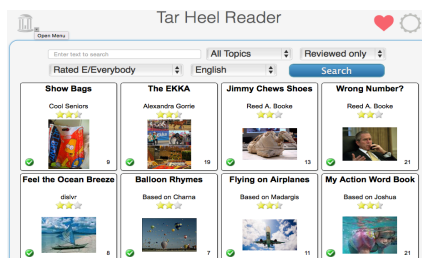 Tar Heel Reader
Open Menu
Enter text to search
All Topics
Reviewed only
Rated E/Everybody
English
Search
Show Bags
Cool Seniors
9
The EKKA
Alexandra Gorrie
19
Jimmy Chews Shoes
Reed A. Booke
13
Wrong Number?
Reed A. Booke
21
Feel the Ocean Breeze
dislvr
8
Balloon Rhymes
Based on Charna
7
Flying on Airplanes
Based on Madargis
11
My Action Word Book
Based on Joshua
21